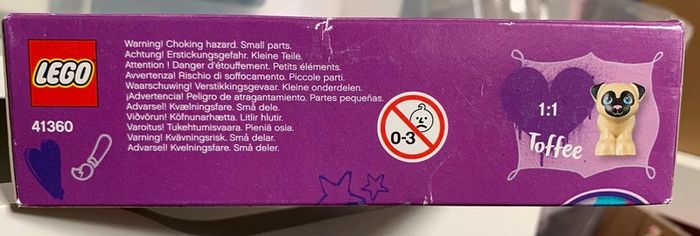 LEGO
41360
Warning! Choking hazard. Small parts.
Achtung! Erstickungsgefahr. Kleine Teile.
Attention ! Danger d'étouffement. Petits éléments.
Avvertenza! Rischio di soffocamento. Piccole parti.
Waarschuwing! Verstikkingsgevaar. Kleine onderdelen.
¡Advertencia! Peligro de atragantamiento. Partes pequeñas.
Advarsel! Kvælningsfare. Små dele.
Viðvörun! Köfnunarhætta. Litlir hlutir.
Varoitus! Tukehtumisvaara. Pieniä osia.
Varning! Kvävningsrisk. Små delar.
Advarsel! Kvelningsfare. Små deler.
0-3
1:1
Toffee